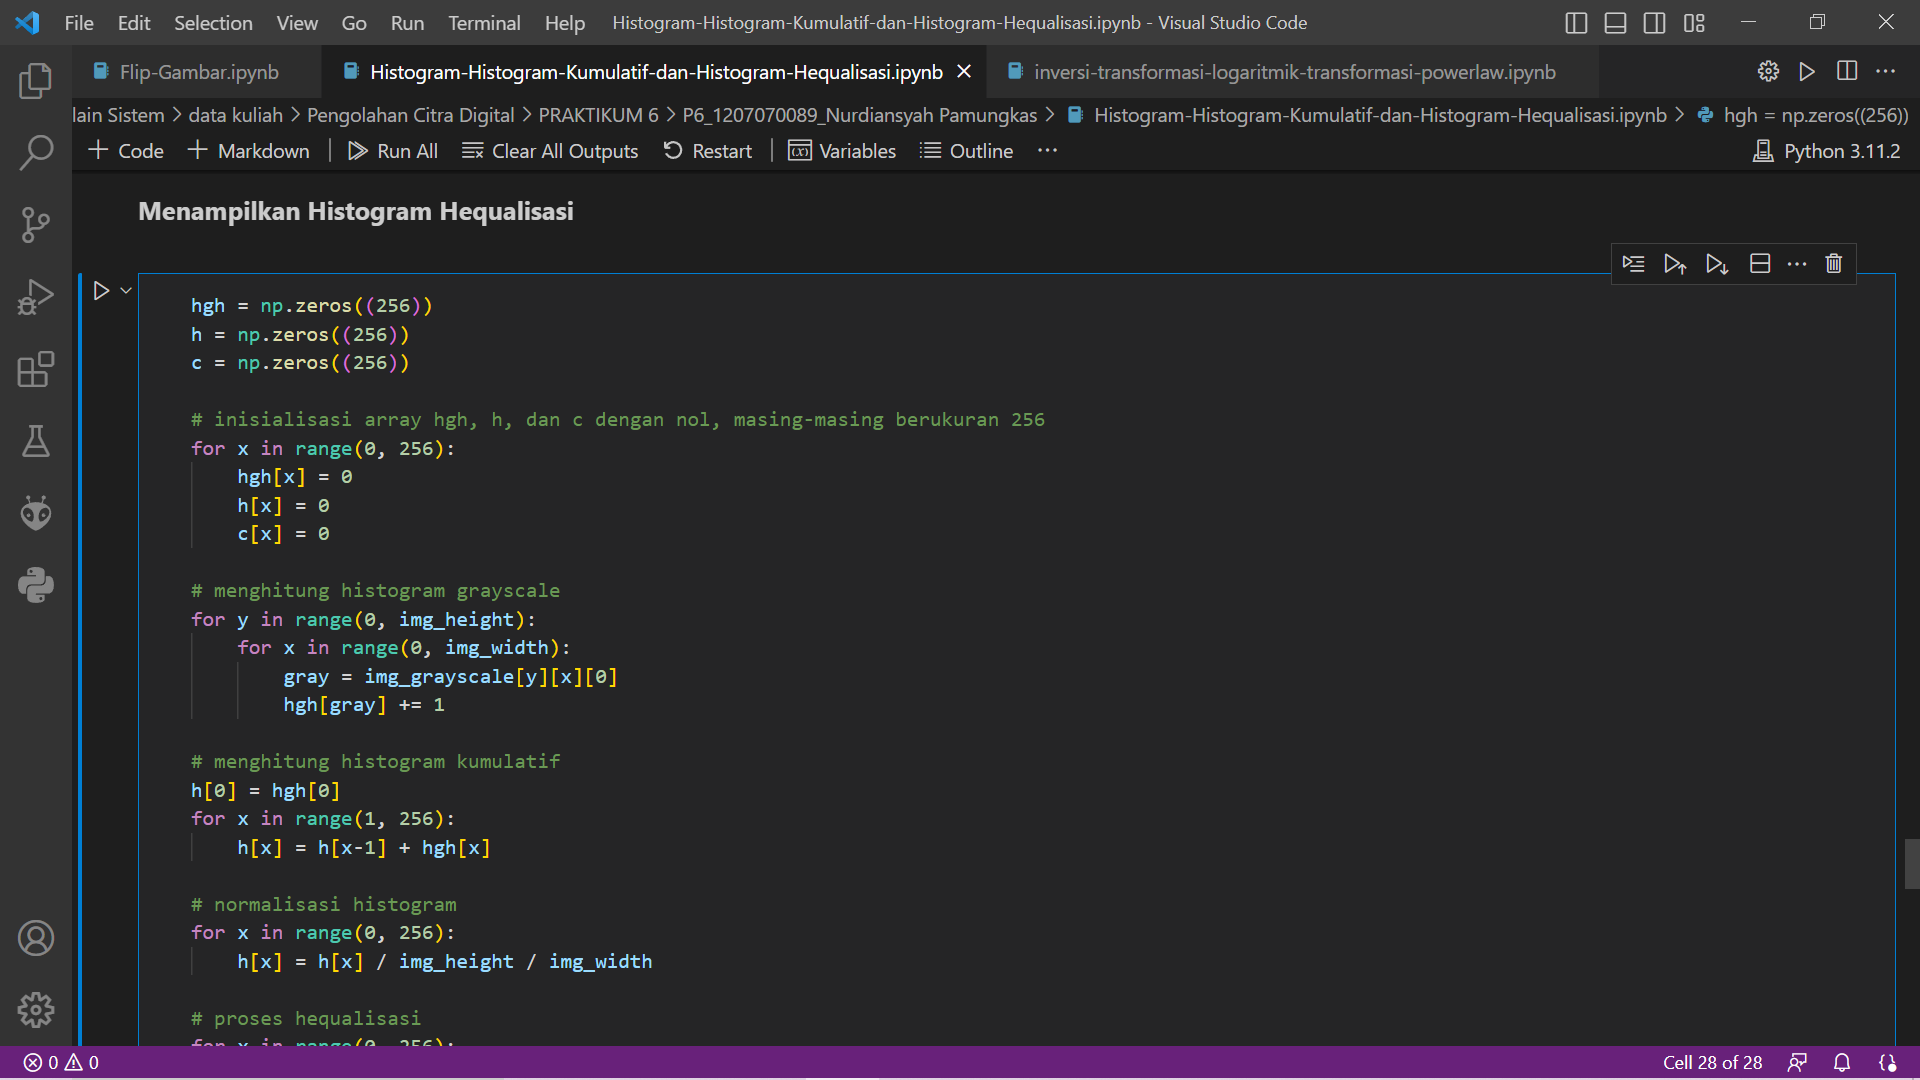 File Edit Selection View Go Run Terminal Help Histogram-Histogram-Kumulatif-dan-Histogram-Hequalisasi.ipynb - Visual Studio Code
Flip-Gambar.ipynb Histogram-Histogram-Kumulatif-dan-Histogram-Hequalisasi.ipynb inversi-transformasi-logaritmik-transformasi-powerlaw.ipynb
lain Sistem > data kuliah > Pengolahan Citra Digital > PRAKTIKUM 6 > P6_1207070089_Nurdiansyah Pamungkas > Histogram-Histogram-Kumulatif-dan-Histogram-Hequalisasi.ipynb > hgh = np.zeros((256))
+ Code + Markdown Run All Clear All Outputs Restart Variables Outline ... Python 3.11.2
Menampilkan Histogram Hequalisasi
hgh = np.zeros((256))
h = np.zeros((256))
c = np.zeros((256))
# inisialisasi array hgh, h, dan c dengan nol, masing-masing berukuran 256
for x in range(0, 256):
    hgh[x] = 0
    h[x] = 0
    c[x] = 0
# menghitung histogram grayscale
for y in range(0, img_height):
    for x in range(0, img_width):
        gray = img_grayscale[y][x][0]
        hgh[gray] += 1
# menghitung histogram kumulatif
h[0] = hgh[0]
for x in range(1, 256):
    h[x] = h[x-1] + hgh[x]
# normalisasi histogram
for x in range(0, 256):
    h[x] = h[x] / img_height / img_width
# proses hequalisasi
for x in range(0, 256):
0 0 Cell 28 of 28